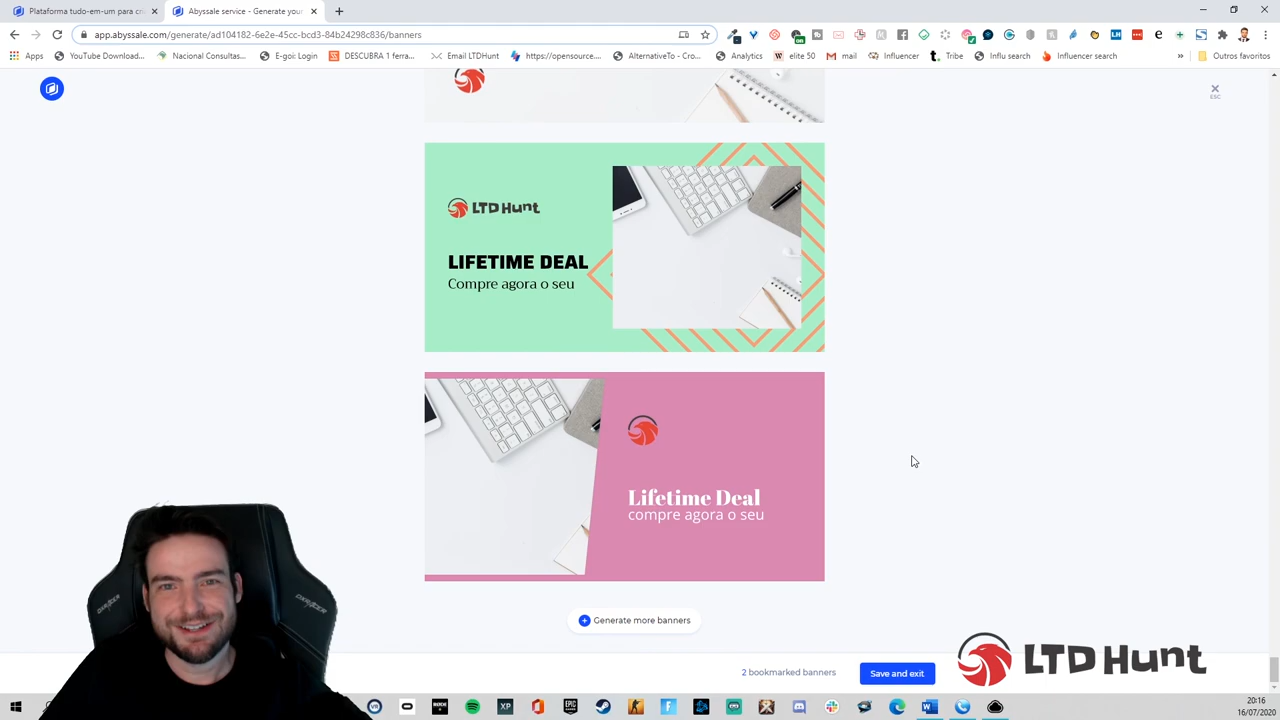 Plataforma tudo-em-um para cri
Abyssale service - Generate your
app.abyssale.com/generate/ad104182-6e2e-45cc-bcd3-84b24298c836/banners
Apps
YouTube Download...
Nacional Consultas...
E-goi: Login
DESCUBRA 1 ferra...
Email LTDHunt
https://opensource....
AlternativeTo - Cro...
Analytics
elite 50
mail
Influencer
Tribe
Influ search
Influencer search
»
Outros favoritos
ESC
LTD Hunt
LIFETIME DEAL
Compre agora o seu
Lifetime Deal
compre agora o seu
Generate more banners
2 bookmarked banners
Save and exit
LTD Hunt
20:16
16/07/2020